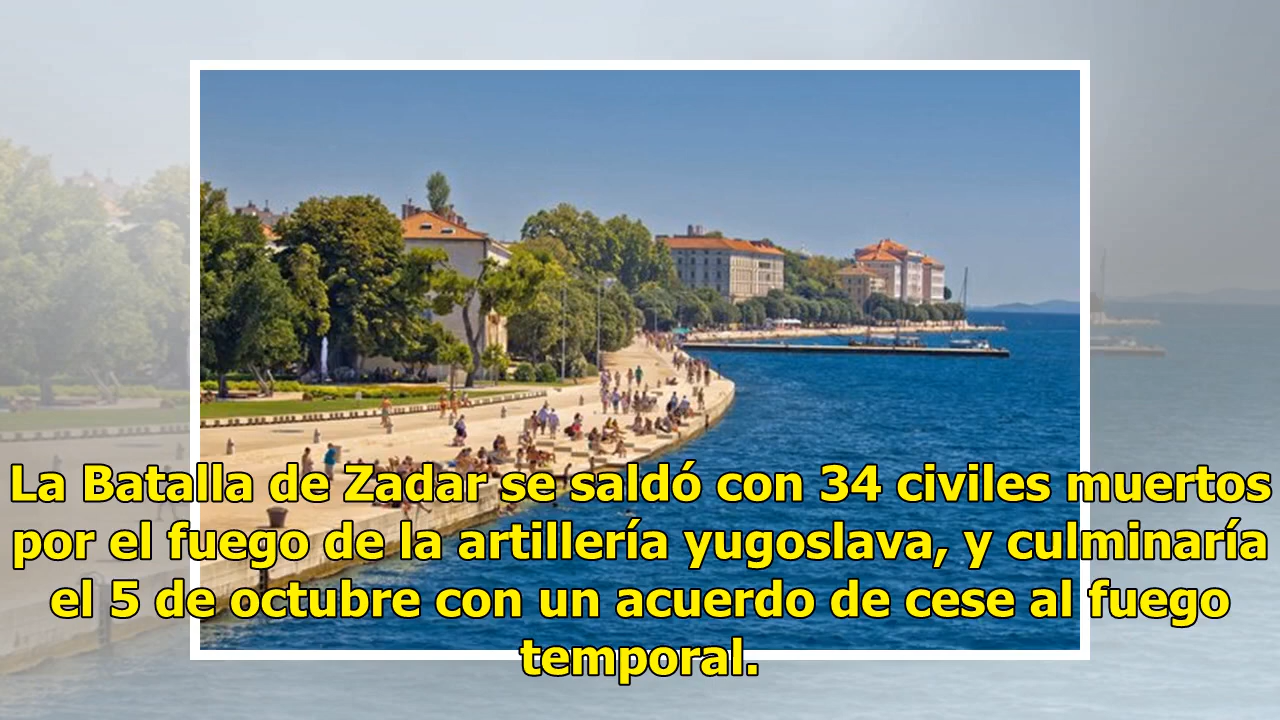 La Batalla de Zadar se saldó con 34 civiles muertos
por el fuego de la artillería yugoslava, y culminaría
el 5 de octubre con un acuerdo de cese al fuego
temporal.